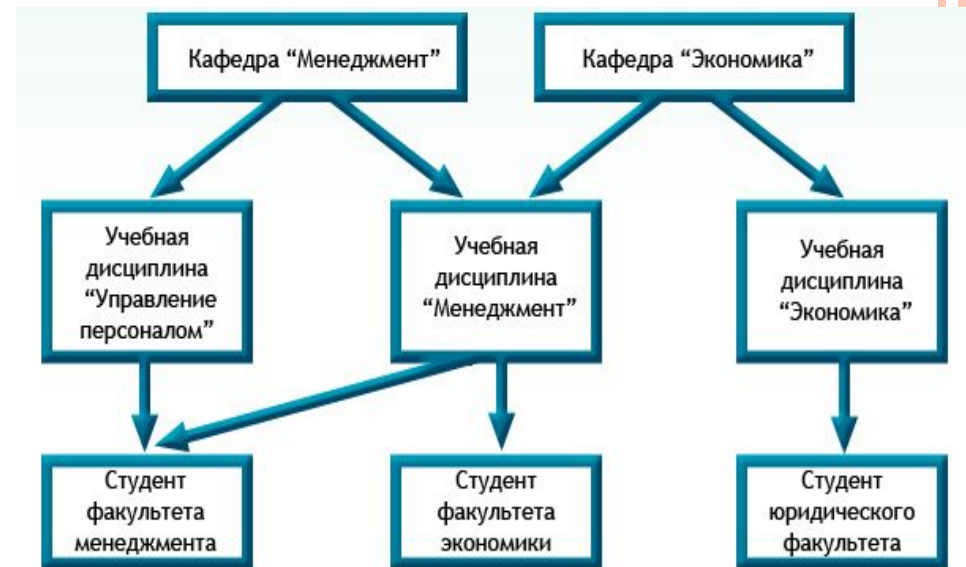 Кафедра “Менеджмент”
Кафедра “Экономика”
Учебная
дисциплина
“Управление
персоналом”
Учебная
дисциплина
“Менеджмент”
Учебная
дисциплина
“Экономика”
Студент
факультета
менеджмента
Студент
факультета
экономики
Студент
юридического
факультета